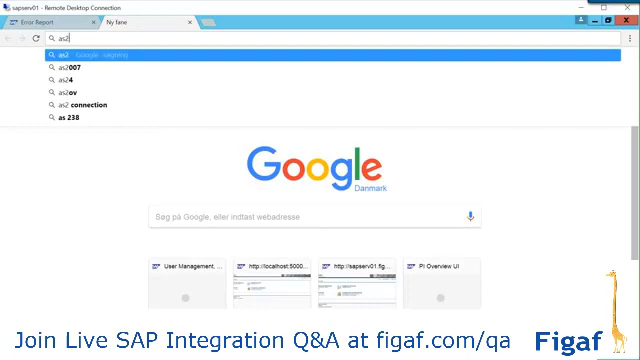 sapserv01 - Remote Desktop Connection
Error Report
Ny fane
as2
as2 Google -søgning
as2007
as24
as2ov
as2 connection
as 238
Google
Danmark
Søg på Google, eller indtast webadresse
User Management, ...
http://localhost:5000...
http://sapserv01.fig...
PI Overview UI
Join Live SAP Integration Q&A at figaf.com/qa
Figaf